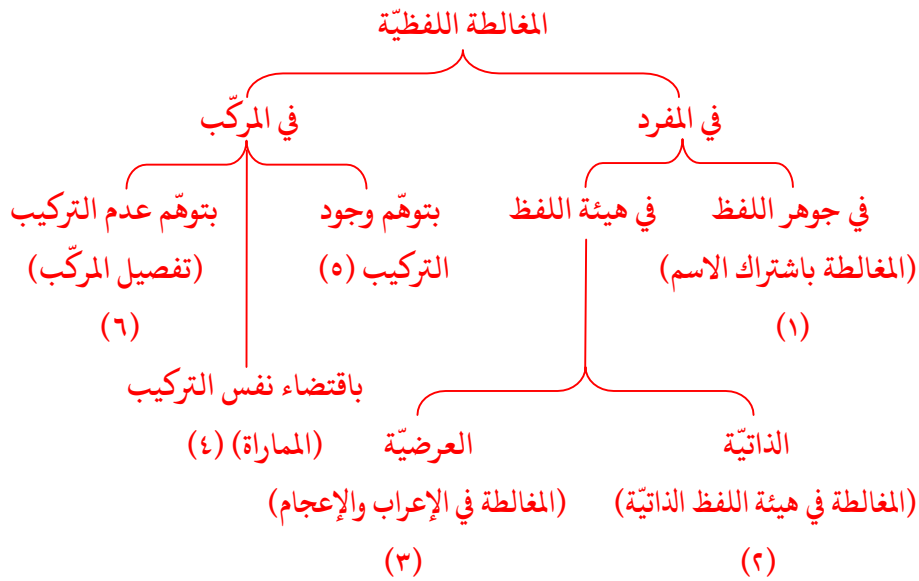 المغالطة اللفظيّة
في المفرد
في المركّب
في جوهر اللفظ
(المغالطة باشتراك الاسم)
(١)
في هيئة اللفظ
بتوهّم وجود
التركيب (٥)
بتوهّم عدم التركيب
(تفصيل المركّب)
(٦)
باقتضاء نفس التركيب
(المماراة) (٤)
الذاتيّة
(المغالطة في هيئة اللفظ الذاتيّة)
(٢)
العرضيّة
(المغالطة في الإعراب والإعجام)
(٣)